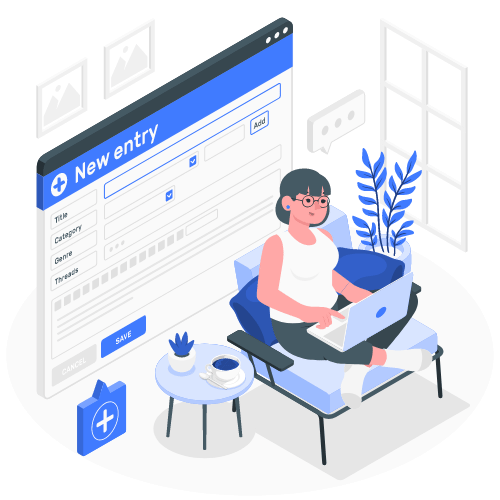 New entry
Add
Title
Category
Genre
Threads
CANCEL
SAVE